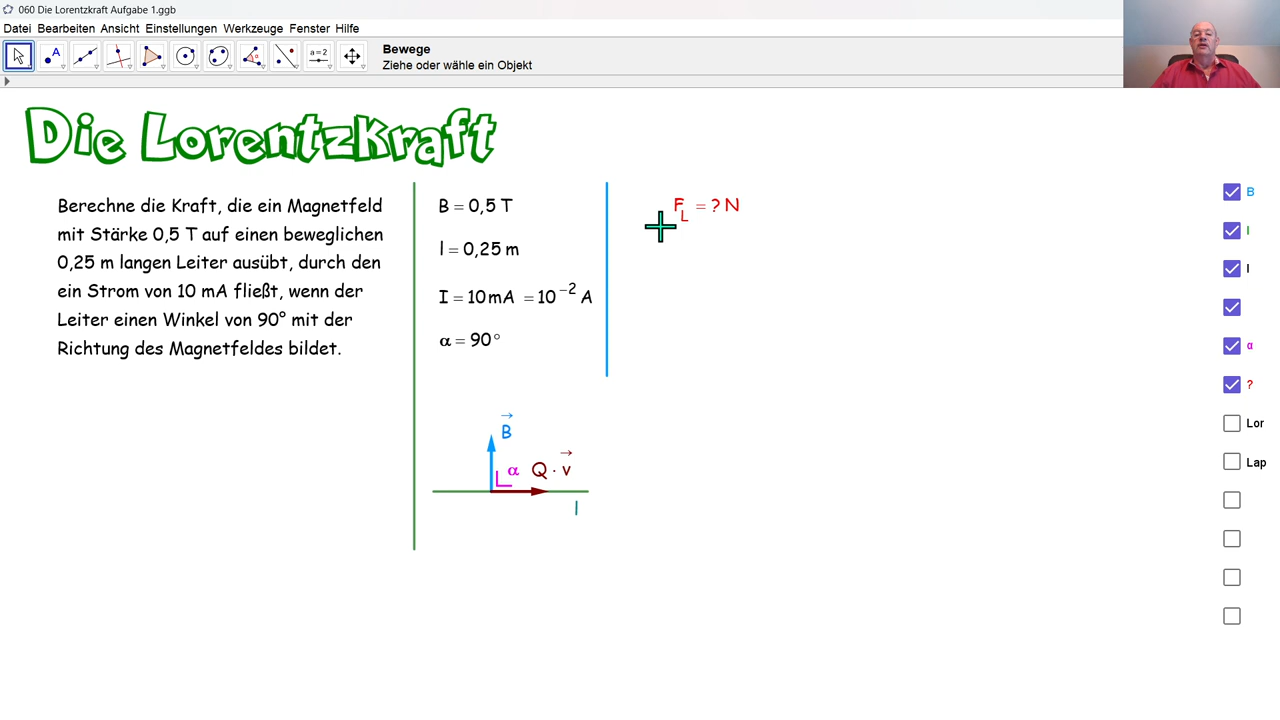 060 Die Lorentzkraft Aufgabe 1.ggb
Datei Bearbeiten Ansicht Einstellungen Werkzeuge Fenster Hilfe
A
α
a=2
Bewege
Ziehe oder wähle ein Objekt
Die Lorentzkraft
Berechne die Kraft, die ein Magnetfeld
mit Stärke 0,5 T auf einen beweglichen
0,25 m langen Leiter ausübt, durch den
ein Strom von 10 mA fließt, wenn der
Leiter einen Winkel von 90° mit der
Richtung des Magnetfeldes bildet.
B = 0,5 T
l = 0,25 m
I = 10 mA = 10⁻² A
α = 90°
B
α Q · v
l
F_L = ? N
B
l
I
α
?
Lor
Lap